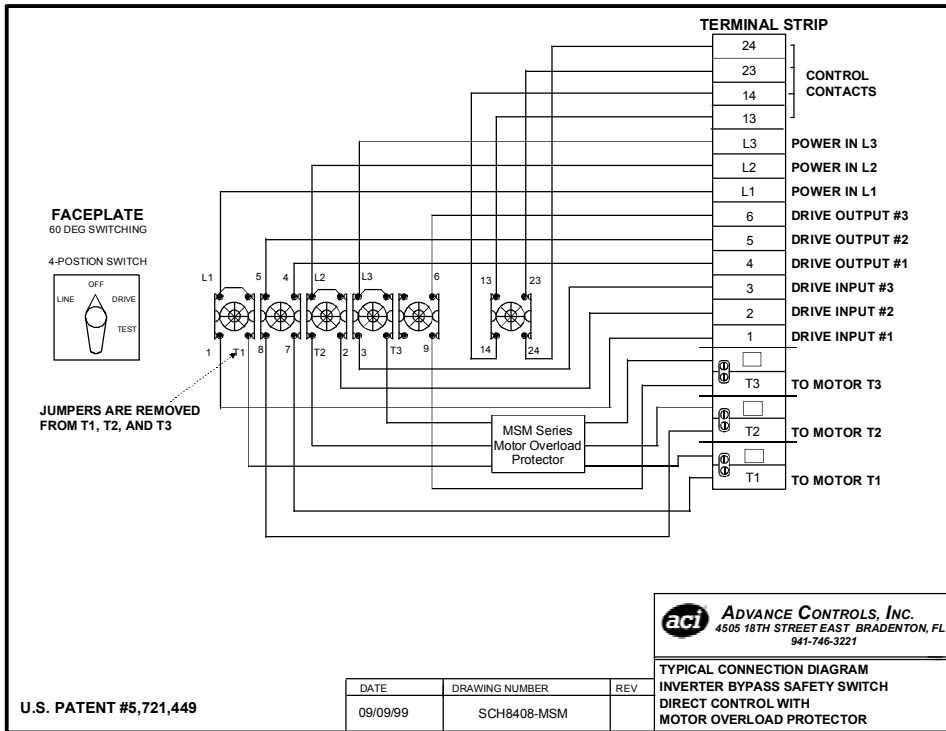 TERMINAL STRIP
24
23
14
13
CONTROL
CONTACTS
L3 POWER IN L3
L2 POWER IN L2
L1 POWER IN L1
6 DRIVE OUTPUT #3
5 DRIVE OUTPUT #2
4 DRIVE OUTPUT #1
3 DRIVE INPUT #3
2 DRIVE INPUT #2
1 DRIVE INPUT #1
T3 TO MOTOR T3
T2 TO MOTOR T2
T1 TO MOTOR T1
FACEPLATE
60 DEG SWITCHING
4-POSTION SWITCH
OFF
LINE DRIVE
TEST
L1 5 4 L2 L3 6 13 23
1 T1 8 7 T2 2 3 T3 9 14 24
JUMPERS ARE REMOVED
FROM T1, T2, AND T3
MSM Series
Motor Overload
Protector
aci ADVANCE CONTROLS, INC.
4505 18TH STREET EAST BRADENTON, FL
941-746-3221
TYPICAL CONNECTION DIAGRAM
INVERTER BYPASS SAFETY SWITCH
DIRECT CONTROL WITH
MOTOR OVERLOAD PROTECTOR
DATE DRAWING NUMBER REV
09/09/99 SCH8408-MSM
U.S. PATENT #5,721,449